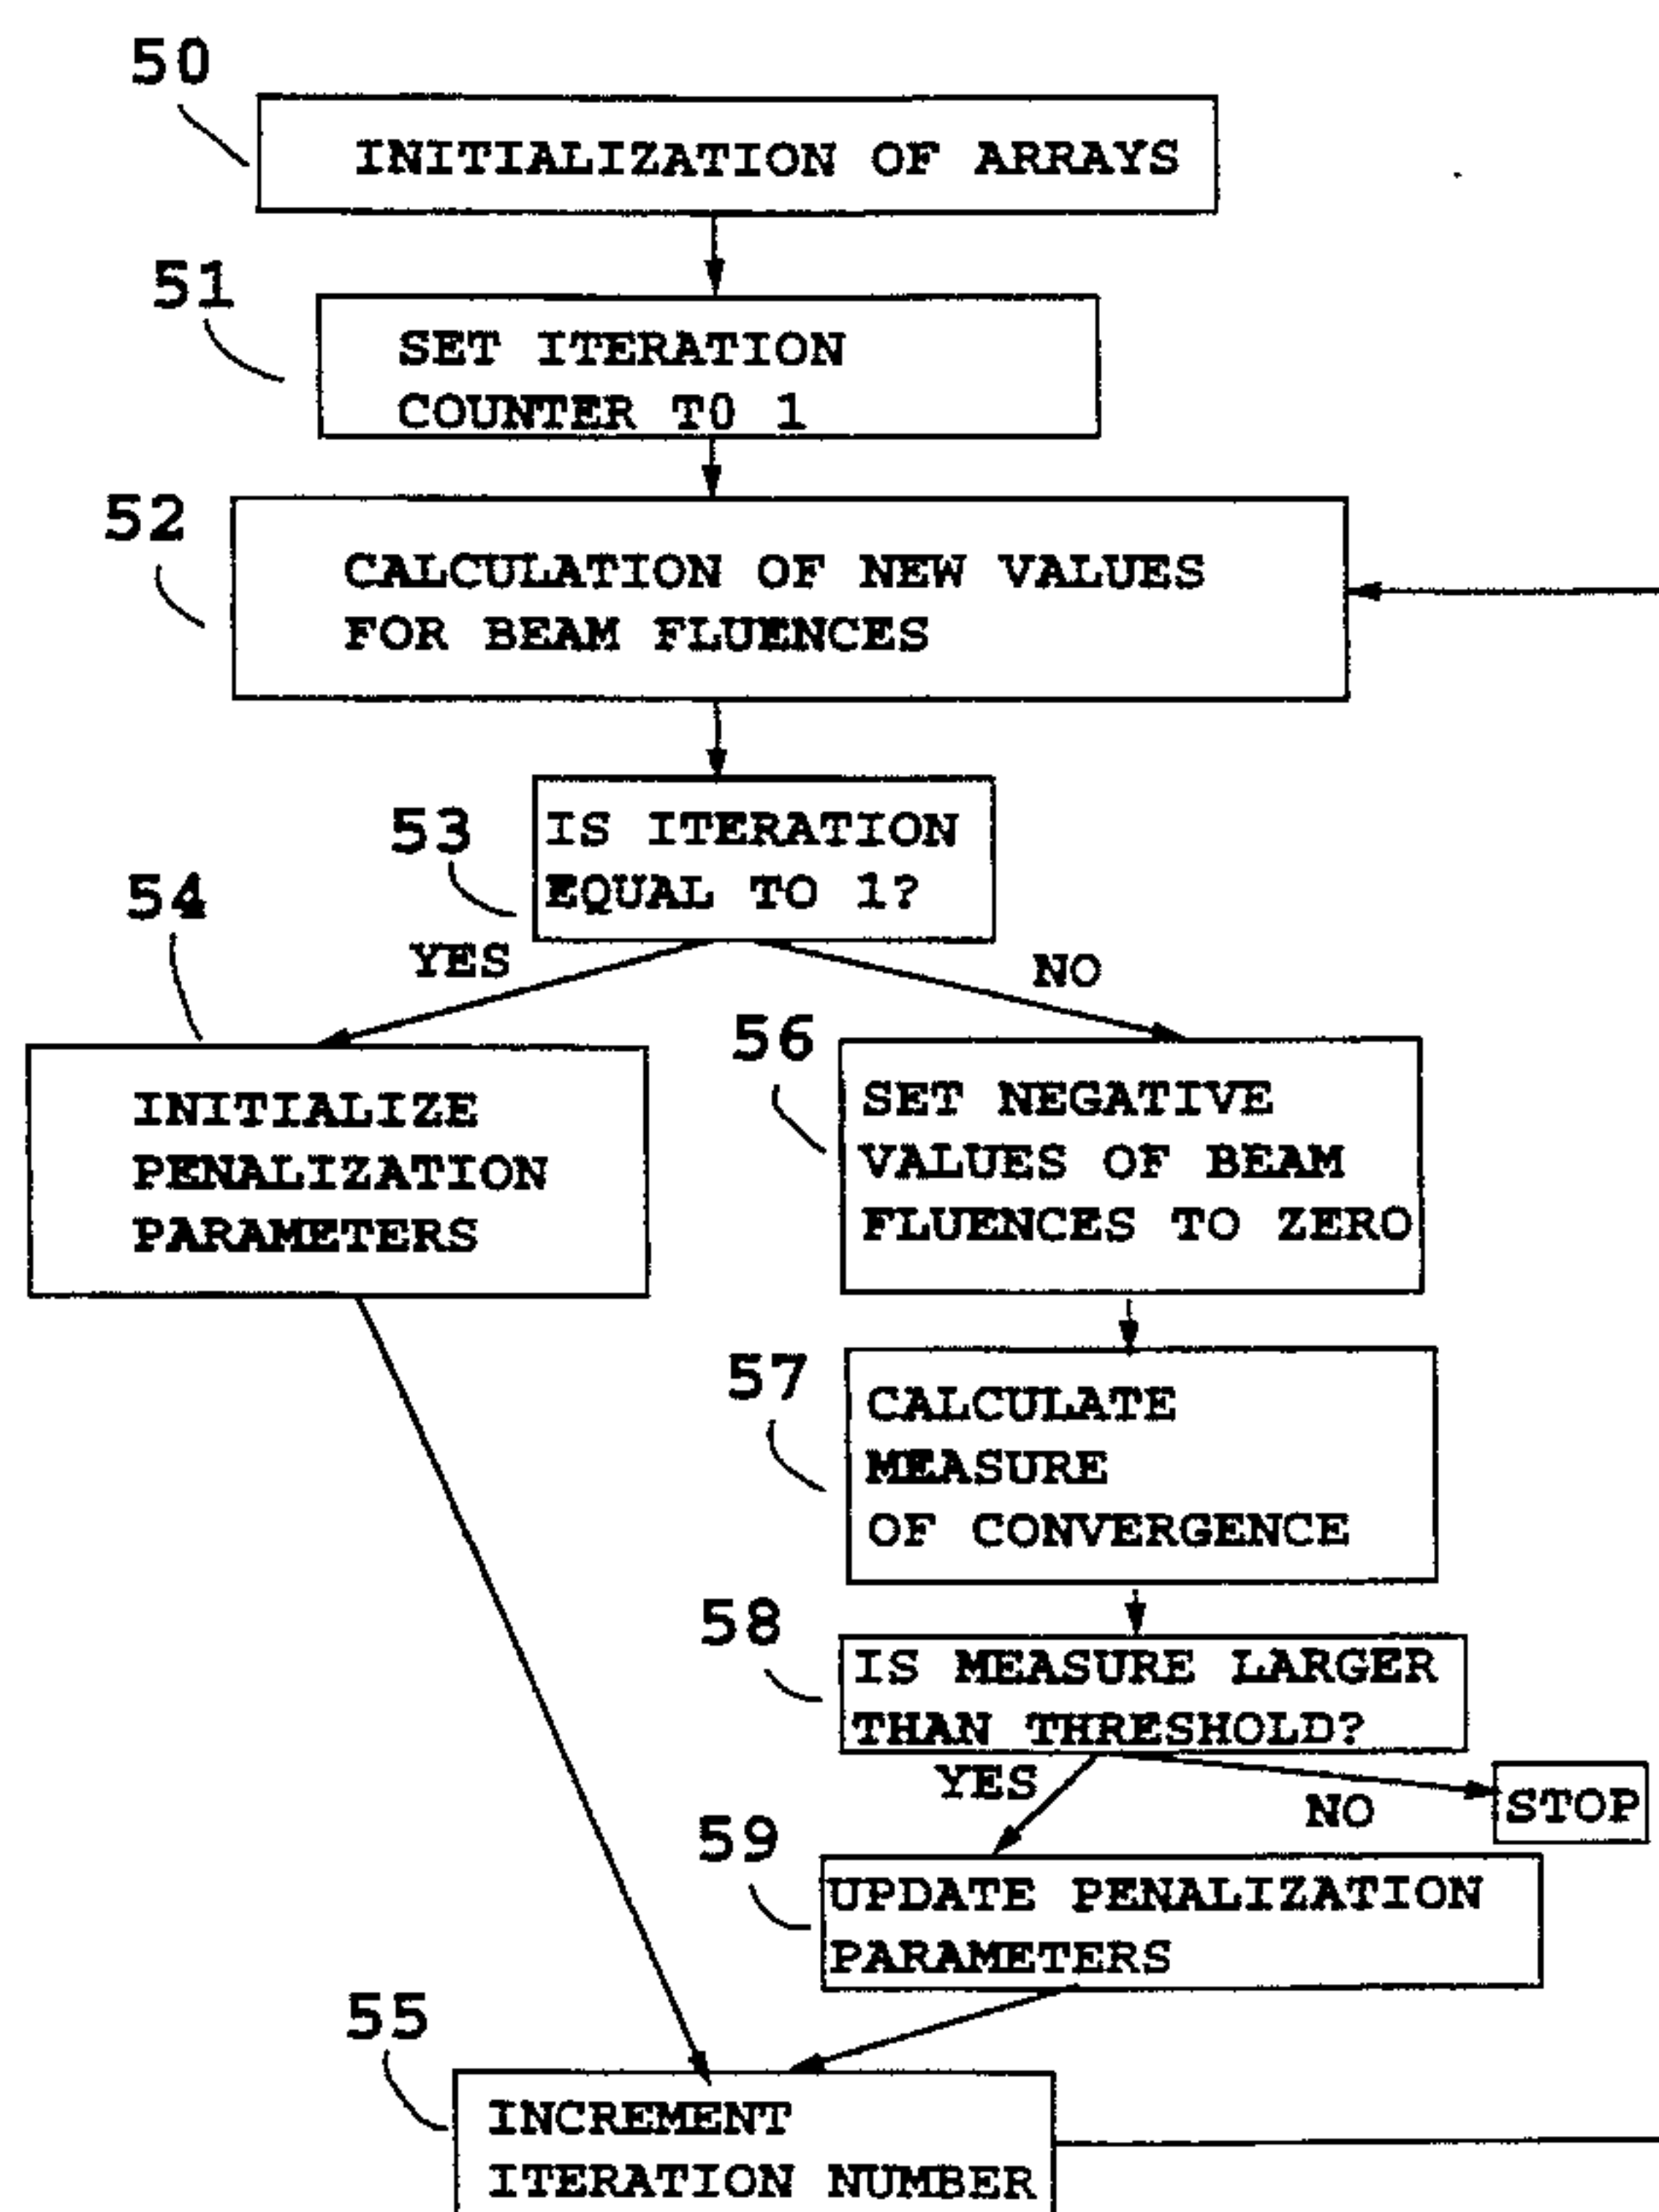 50
INITIALIZATION OF ARRAYS
51
SET ITERATION
COUNTER T0 1
52
CALCULATION OF NEW VALUES
FOR BEAM FLUENCES
53
IS ITERATION
EQUAL TO 1?
54
YES
NO
INITIALIZE
PENALIZATION
PARAMETERS
56
SET NEGATIVE
VALUES OF BEAM
FLUENCES TO ZERO
57
CALCULATE
MEASURE
OF CONVERGENCE
58
IS MEASURE LARGER
THAN THRESHOLD?
YES
NO
STOP
59
UPDATE PENALIZATION
PARAMETERS
55
INCREMENT
ITERATION NUMBER